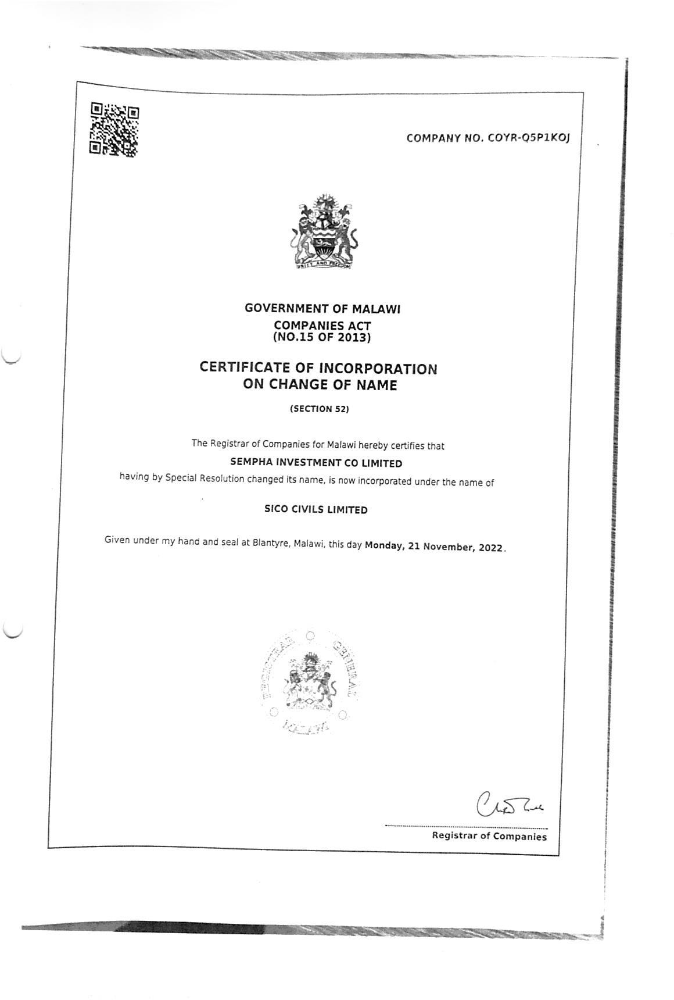 COMPANY NO. COYR-Q5P1KOJ
UNITY AND FREEDOM
GOVERNMENT OF MALAWI
COMPANIES ACT
(NO.15 OF 2013)
CERTIFICATE OF INCORPORATION
ON CHANGE OF NAME
(SECTION 52)
The Registrar of Companies for Malawi hereby certifies that
SEMPHA INVESTMENT CO LIMITED
having by Special Resolution changed its name, is now incorporated under the name of
SICO CIVILS LIMITED
Given under my hand and seal at Blantyre, Malawi, this day Monday, 21 November, 2022.
REGISTRAR GENERAL
MALAWI
Registrar of Companies